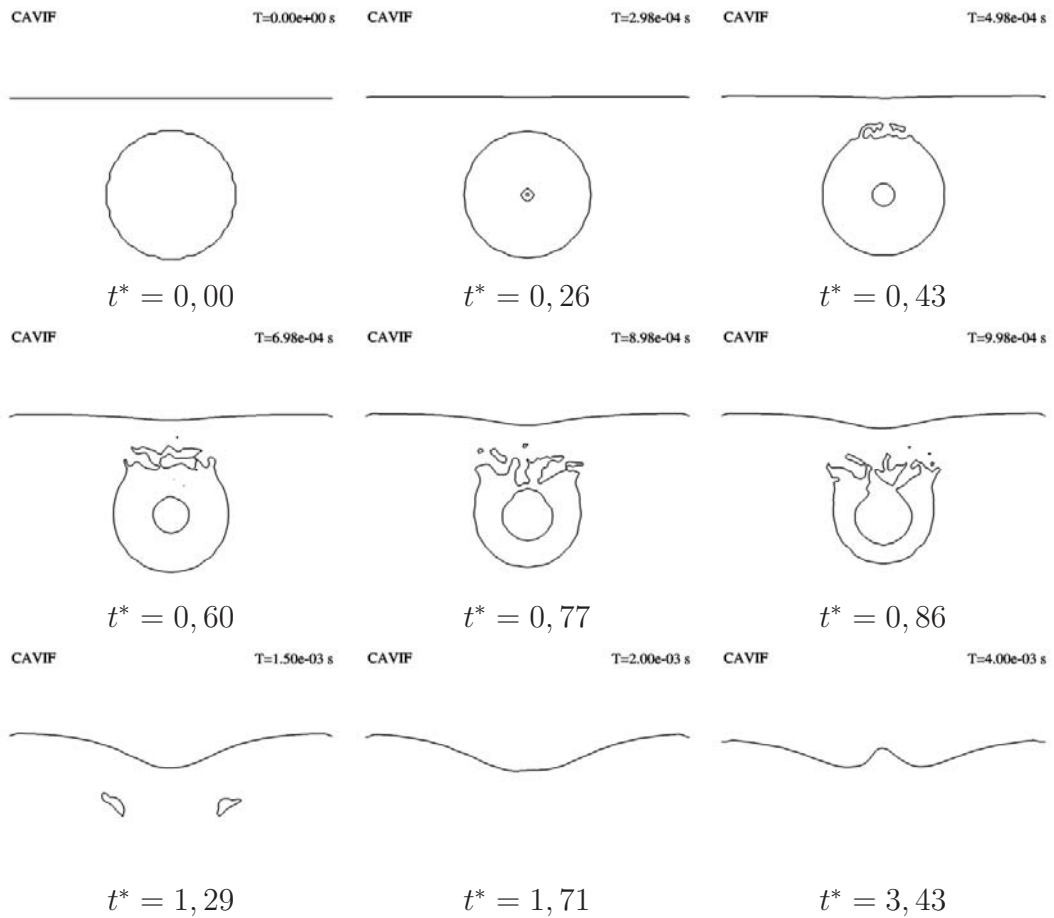 CAVIF T=0.00e+00 s CAVIF T=2.98e-04 s CAVIF T=4.98e-04 s
t* = 0, 00 t* = 0, 26 t* = 0, 43
CAVIF T=6.98e-04 s CAVIF T=8.98e-04 s CAVIF T=9.98e-04 s
t* = 0, 60 t* = 0, 77 t* = 0, 86
CAVIF T=1.50e-03 s CAVIF T=2.00e-03 s CAVIF T=4.00e-03 s
t* = 1, 29 t* = 1, 71 t* = 3, 43